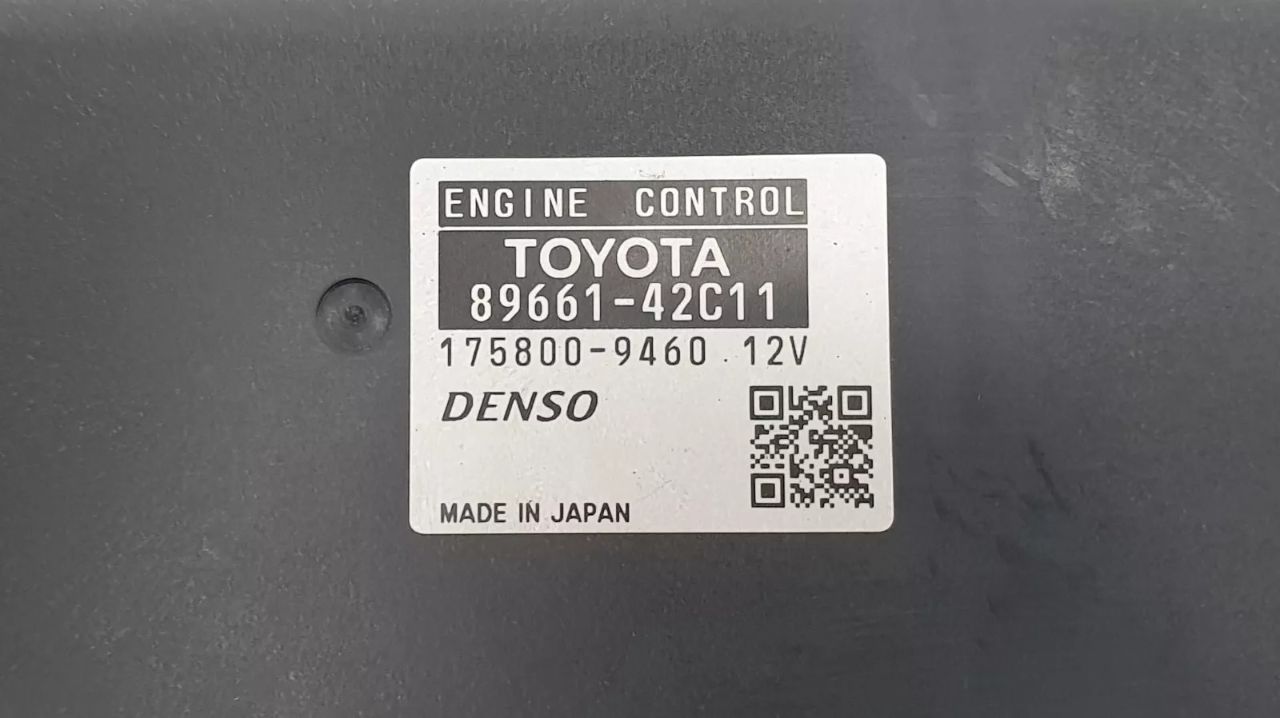 ENGINE CONTROL
TOYOTA
89661-42C11
175800-9460 12V
DENSO
MADE IN JAPAN